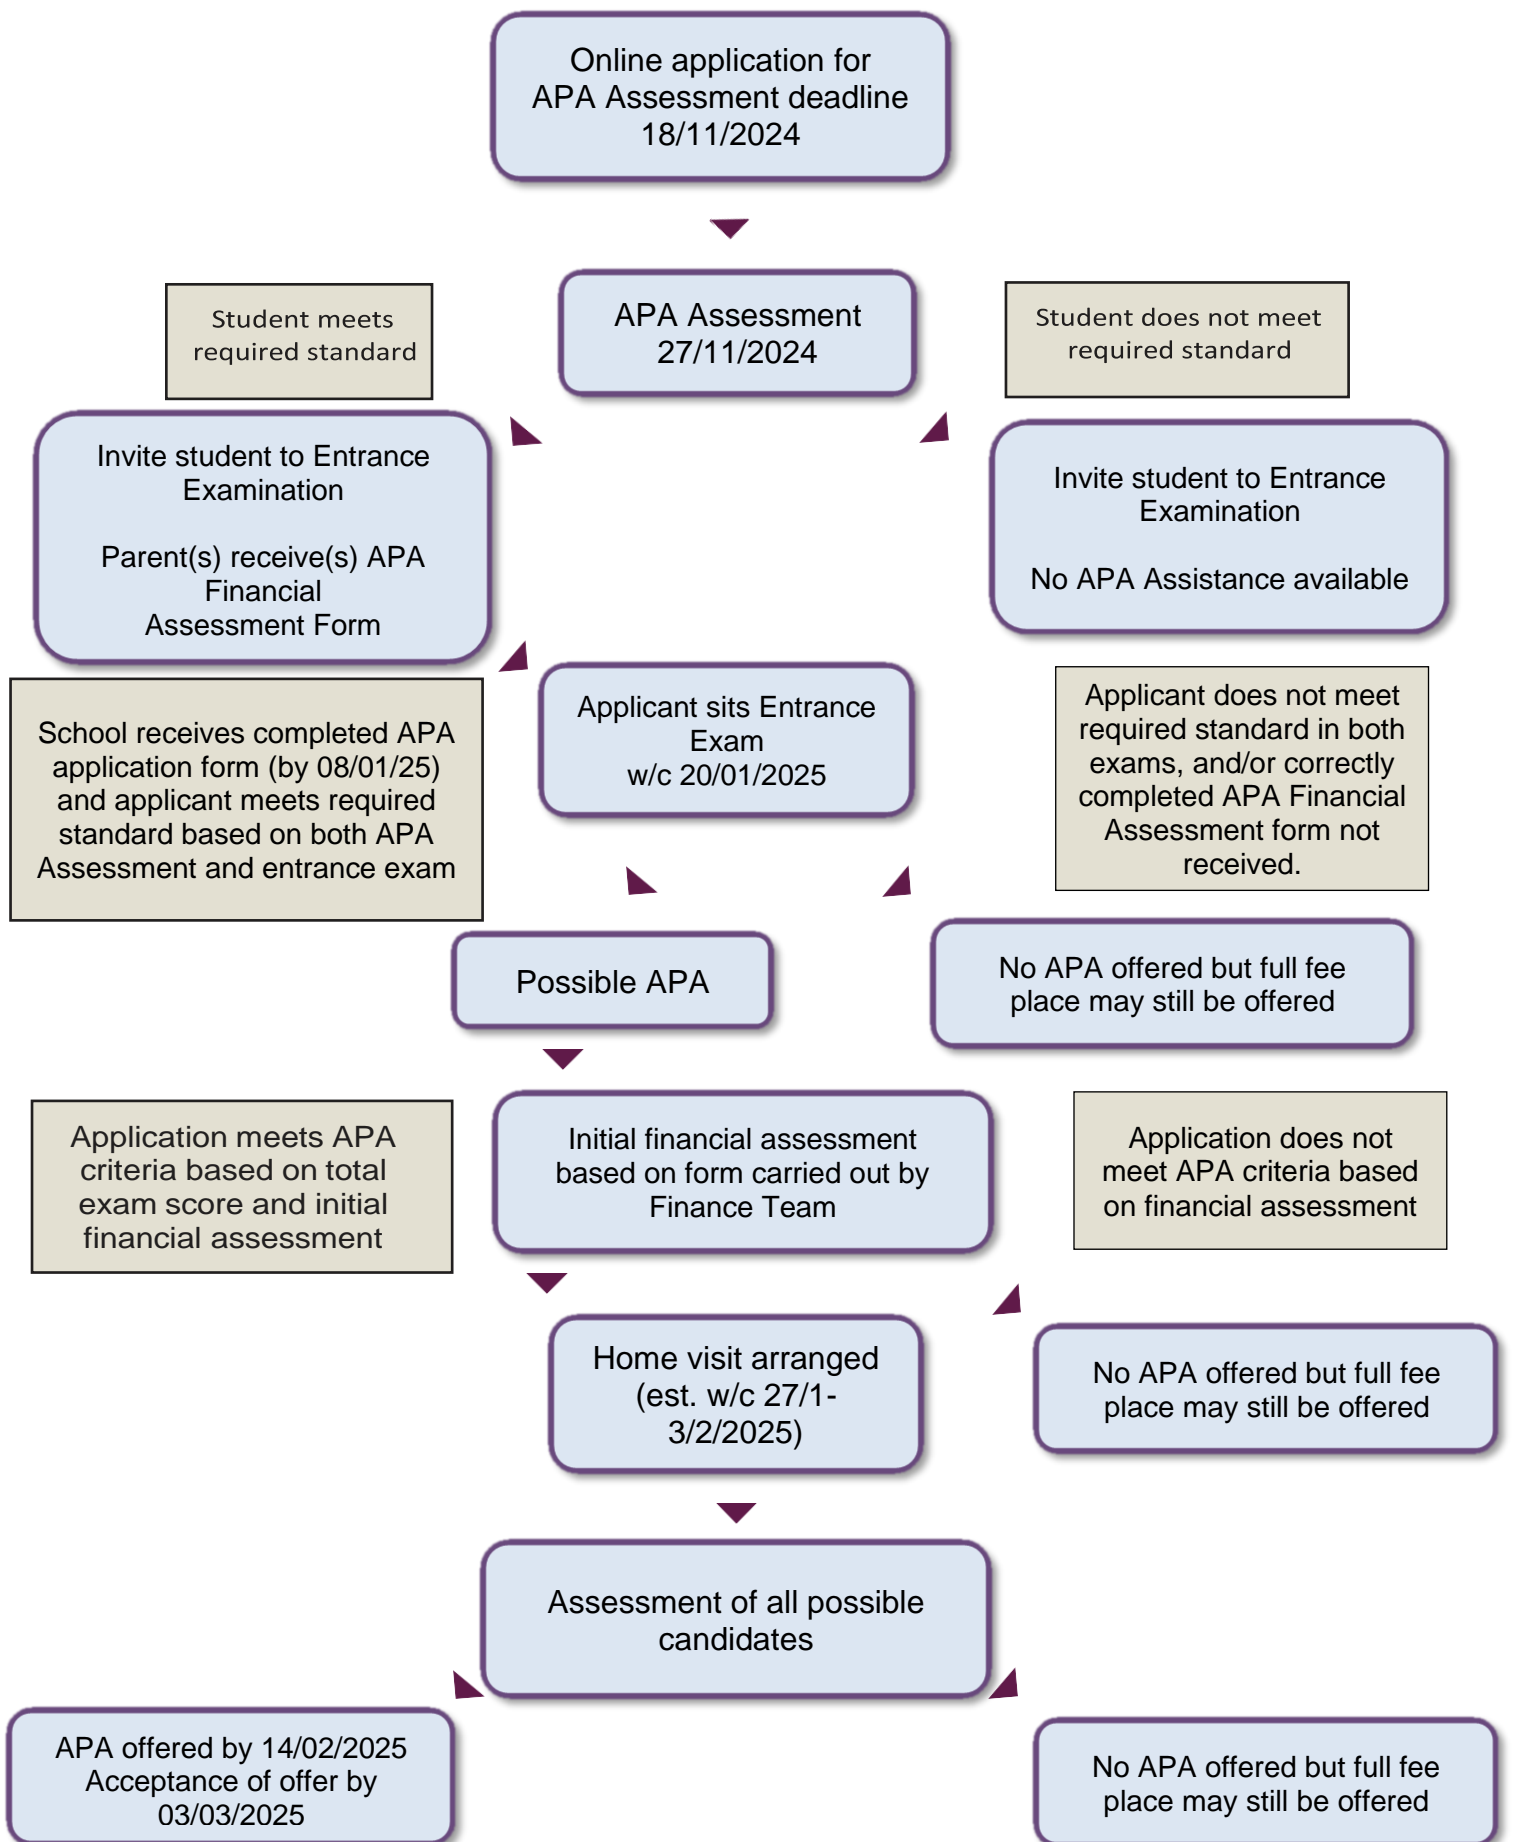 Online application for
APA Assessment deadline
18/11/2024
Student meets
required standard
APA Assessment
27/11/2024
Student does not meet
required standard
Invite student to Entrance
Examination
Parent(s) receive(s) APA
Financial
Assessment Form
Invite student to Entrance
Examination
No APA Assistance available
School receives completed APA
application form (by 08/01/25)
and applicant meets required
standard based on both APA
Assessment and entrance exam
Applicant sits Entrance
Exam
w/c 20/01/2025
Applicant does not meet
required standard in both
exams, and/or correctly
completed APA Financial
Assessment form not
received.
Possible APA
No APA offered but full fee
place may still be offered
Application meets APA
criteria based on total
exam score and initial
financial assessment
Initial financial assessment
based on form carried out by
Finance Team
Application does not
meet APA criteria based
on financial assessment
Home visit arranged
(est. w/c 27/1-
3/2/2025)
No APA offered but full fee
place may still be offered
Assessment of all possible
candidates
APA offered by 14/02/2025
Acceptance of offer by
03/03/2025
No APA offered but full fee
place may still be offered